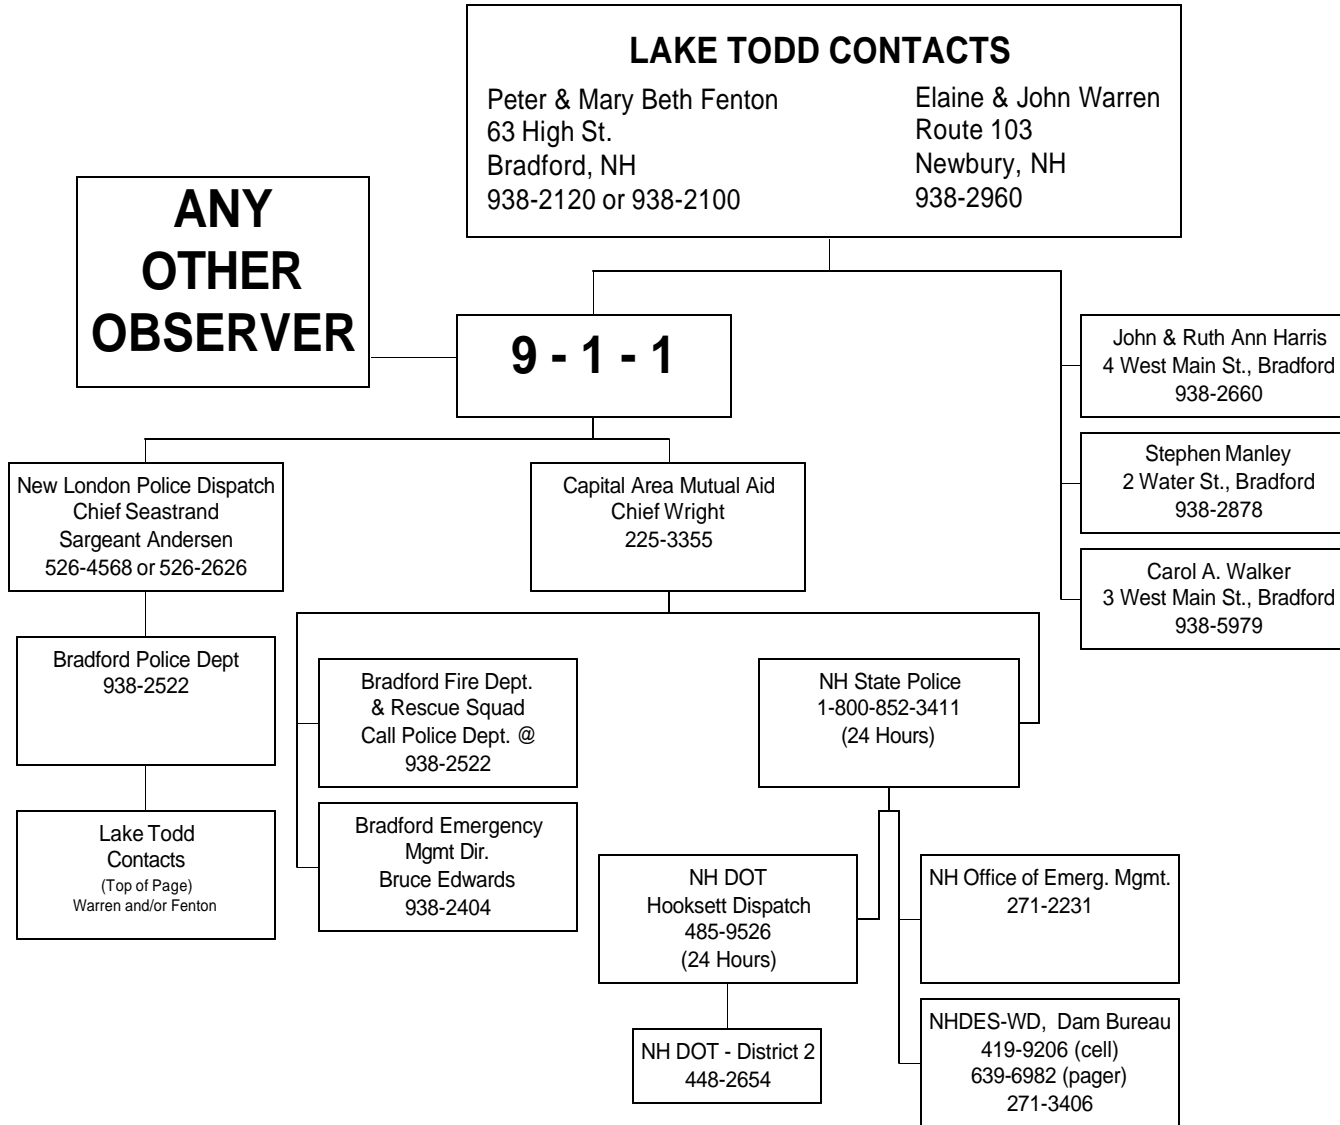 LAKE TODD CONTACTS
Peter & Mary Beth Fenton
63 High St.
Bradford, NH
938-2120 or 938-2100
Elaine & John Warren
Route 103
Newbury, NH
938-2960
ANY
OTHER
OBSERVER
9 - 1 - 1
John & Ruth Ann Harris
4 West Main St., Bradford
938-2660
Stephen Manley
2 Water St., Bradford
938-2878
Carol A. Walker
3 West Main St., Bradford
938-5979
New London Police Dispatch
Chief Seastrand
Sargeant Andersen
526-4568 or 526-2626
Capital Area Mutual Aid
Chief Wright
225-3355
Bradford Police Dept
938-2522
Bradford Fire Dept.
& Rescue Squad
Call Police Dept. @
938-2522
NH State Police
1-800-852-3411
(24 Hours)
Lake Todd
Contacts
(Top of Page)
Warren and/or Fenton
Bradford Emergency
Mgmt Dir.
Bruce Edwards
938-2404
NH DOT
Hooksett Dispatch
485-9526
(24 Hours)
NH Office of Emerg. Mgmt.
271-2231
NH DOT - District 2
448-2654
NHDES-WD, Dam Bureau
419-9206 (cell)
639-6982 (pager)
271-3406